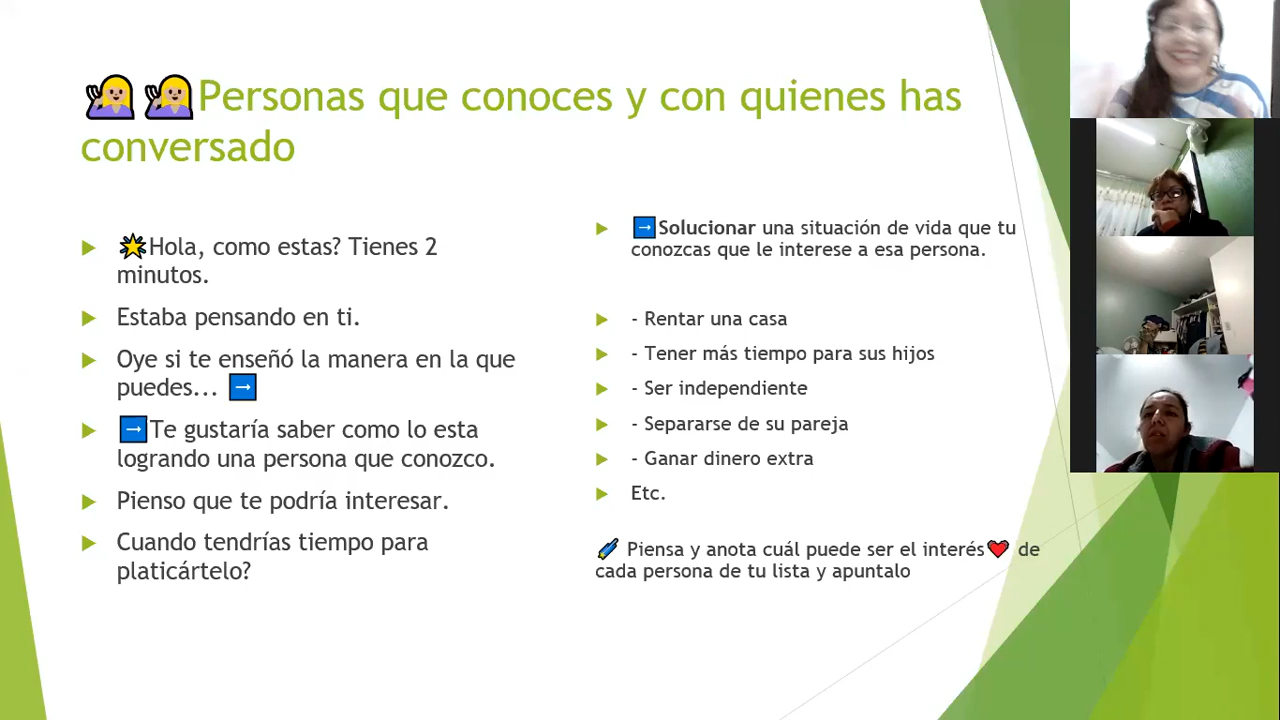 Personas que conoces y con quienes has
conversado
Hola, como estas? Tienes 2
minutos.
Estaba pensando en ti.
Oye si te enseñó la manera en la que
puedes...
Te gustaría saber como lo esta
logrando una persona que conozco.
Pienso que te podría interesar.
Cuando tendrías tiempo para
platicártelo?
Solucionar una situación de vida que tu
conozcas que le interese a esa persona.
- Rentar una casa
- Tener más tiempo para sus hijos
- Ser independiente
- Separarse de su pareja
- Ganar dinero extra
Etc.
Piensa y anota cuál puede ser el interés de
cada persona de tu lista y apuntalo